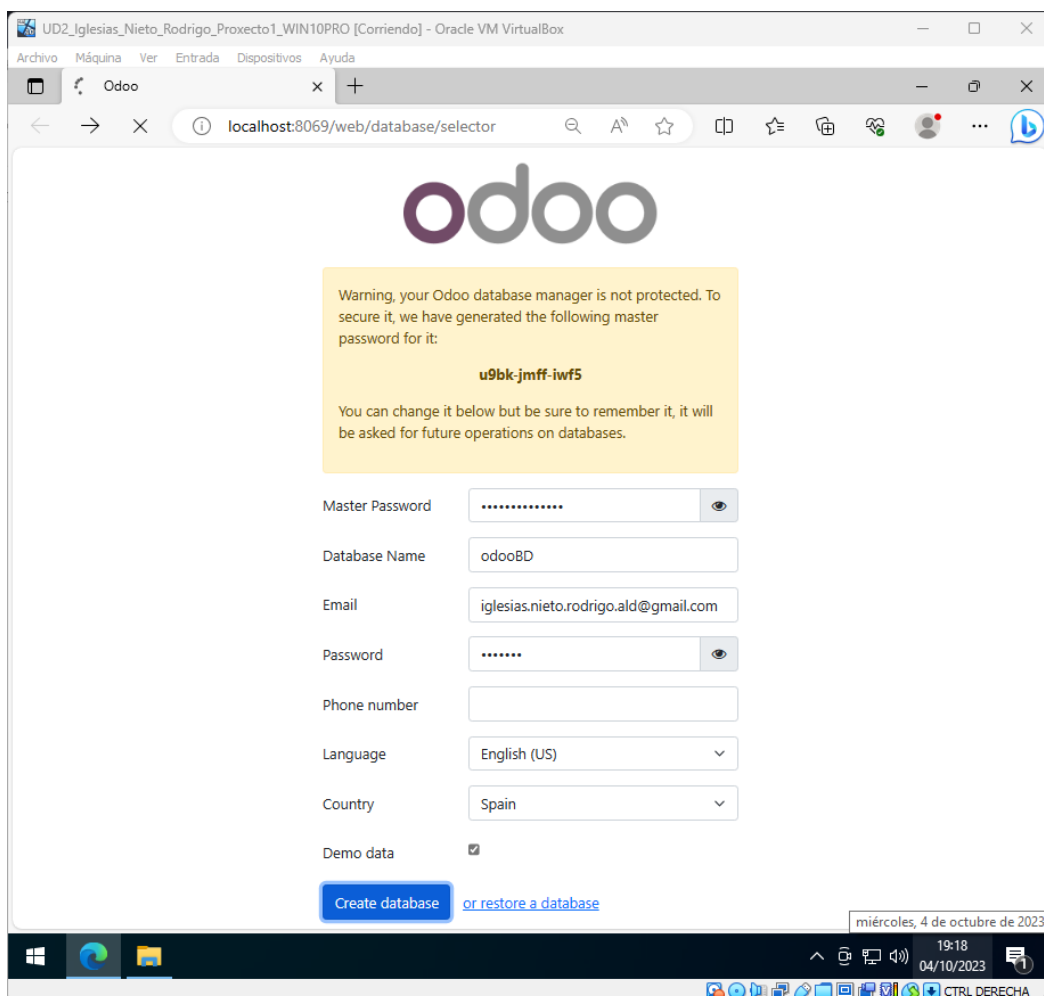 UD2_Iglesias_Nieto_Rodrigo_Proxecto1_WIN10PRO [Corriendo] - Oracle VM VirtualBox
Archivo Máquina Ver Entrada Dispositivos Ayuda
Odoo
localhost:8069/web/database/selector
odoo
Warning, your Odoo database manager is not protected. To
secure it, we have generated the following master
password for it:
u9bk-jmff-iwf5
You can change it below but be sure to remember it, it will
be asked for future operations on databases.
Master Password ••••••••••••••
Database Name odooBD
Email iglesias.nieto.rodrigo.ald@gmail.com
Password •••••••
Phone number
Language English (US)
Country Spain
Demo data
Create database or restore a database
miércoles, 4 de octubre de 2023
19:18
04/10/2023
1
CTRL DERECHA